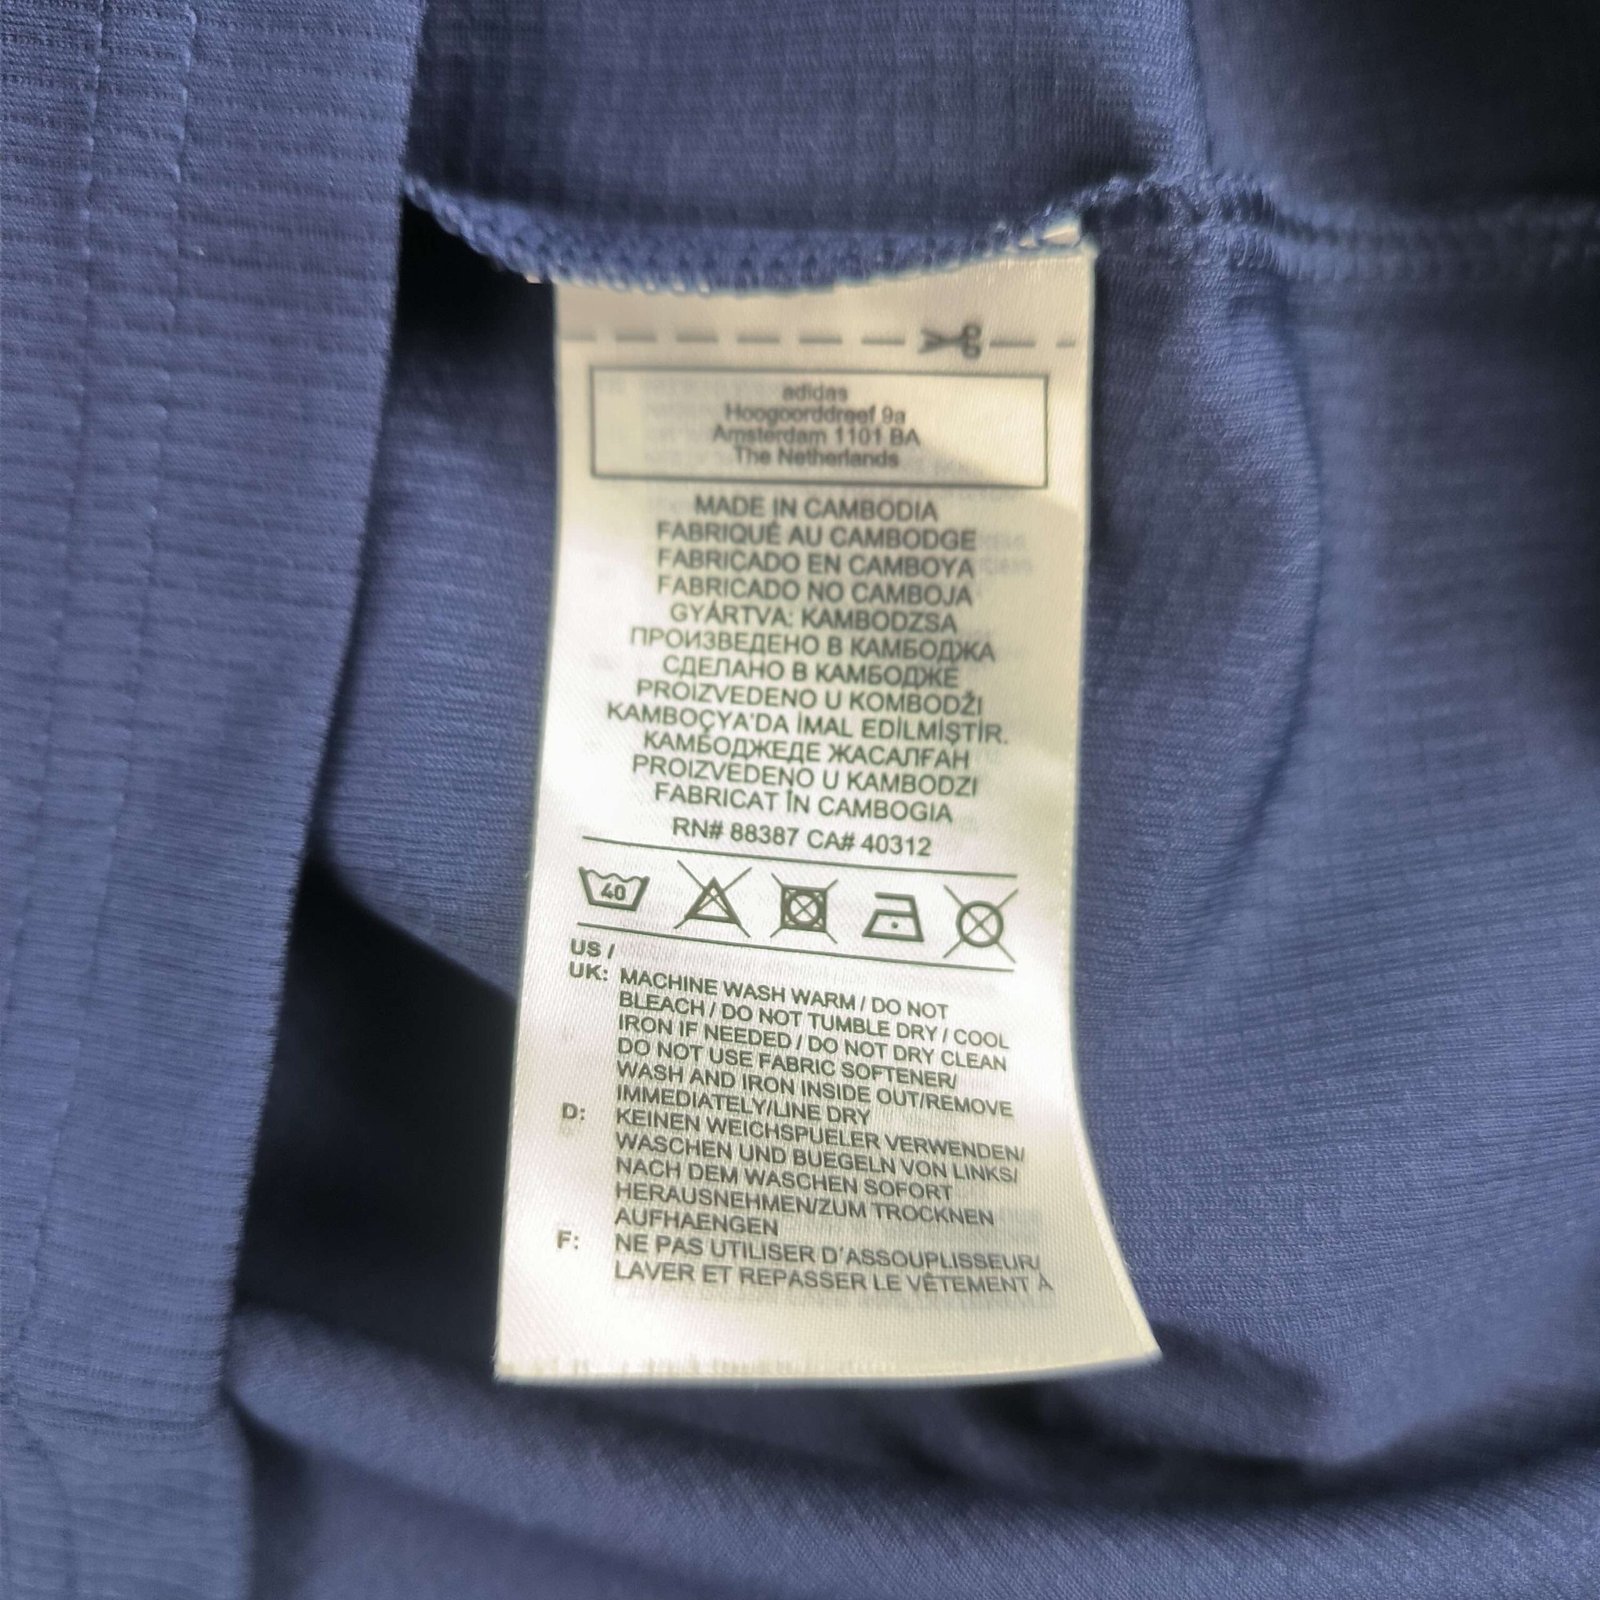 adidas
Hoogoorddreef 9a
Amsterdam 1101 BA
The Netherlands
MADE IN CAMBODIA
FABRIQUÉ AU CAMBODGE
FABRICADO EN CAMBOYA
FABRICADO NO CAMBOJA
GYÁRTVA: KAMBODZSA
ПРОИЗВЕДЕНО В КАМБОДЖА
СДЕЛАНО В КАМБОДЖЕ
PROIZVEDENO U KOMBODŽI
KAMBOÇYA'DA İMAL EDİLMİŞTİR.
КАМБОДЖЕДЕ ЖАСАЛҒАН
PROIZVEDENO U KAMBODZI
FABRICAT ÎN CAMBOGIA
RN# 88387 CA# 40312
40
US /
UK: MACHINE WASH WARM / DO NOT
BLEACH / DO NOT TUMBLE DRY / COOL
IRON IF NEEDED / DO NOT DRY CLEAN
DO NOT USE FABRIC SOFTENER/
WASH AND IRON INSIDE OUT/REMOVE
IMMEDIATELY/LINE DRY
D: KEINEN WEICHSPUELER VERWENDEN/
WASCHEN UND BUEGELN VON LINKS/
NACH DEM WASCHEN SOFORT
HERAUSNEHMEN/ZUM TROCKNEN
AUFHAENGEN
F: NE PAS UTILISER D'ASSOUPLISSEUR/
LAVER ET REPASSER LE VÊTEMENT À